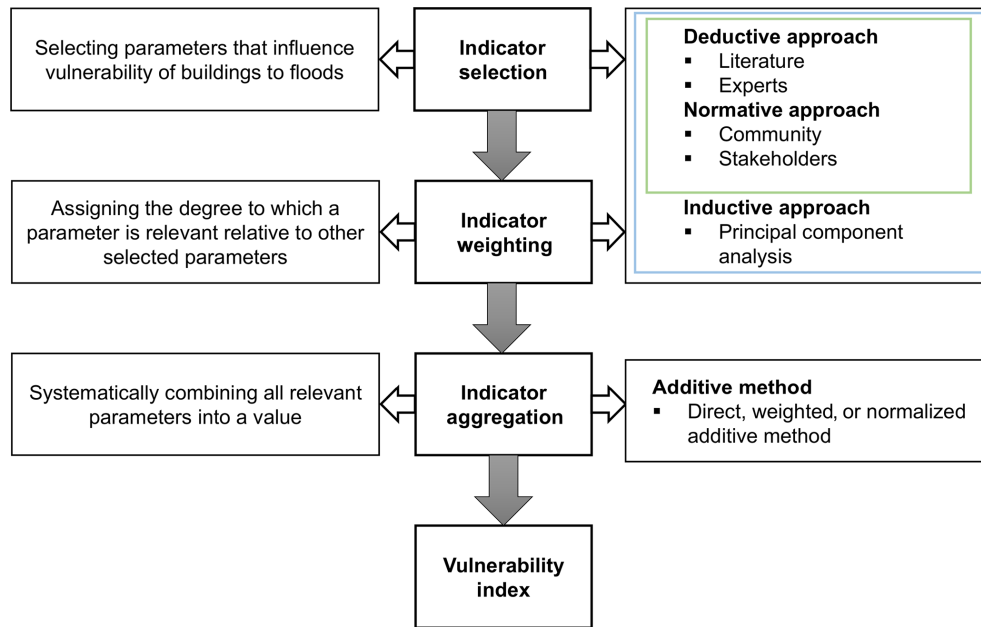 Selecting parameters that influence
vulnerability of buildings to floods
Indicator
selection
Deductive approach
▪ Literature
▪ Experts
Normative approach
▪ Community
▪ Stakeholders
Inductive approach
▪ Principal component
analysis
Assigning the degree to which a
parameter is relevant relative to other
selected parameters
Indicator
weighting
Systematically combining all relevant
parameters into a value
Indicator
aggregation
Additive method
▪ Direct, weighted, or normalized
additive method
Vulnerability
index